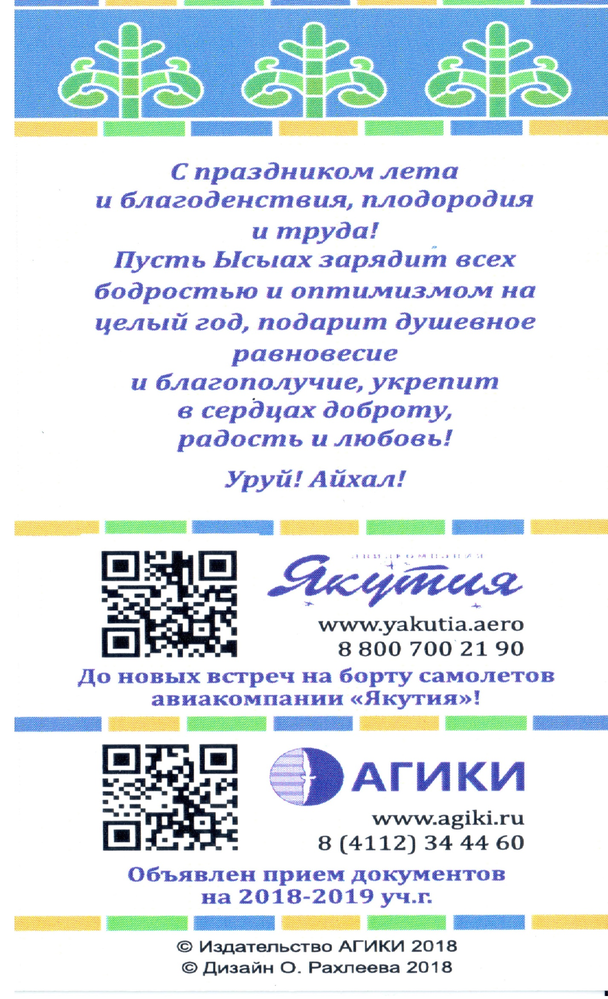 С праздником лета
и благоденствия, плодородия
и труда!
Пусть Ысыах зарядит всех
бодростью и оптимизмом на
целый год, подарит душевное
равновесие
и благополучие, укрепит
в сердцах доброту,
радость и любовь!
Уруй! Айхал!
Якутия
www.yakutia.aero
8 800 700 21 90
До новых встреч на борту самолетов
авиакомпании «Якутия»!
АГИКИ
www.agiki.ru
8 (4112) 34 44 60
Объявлен прием документов
на 2018-2019 уч.г.
© Издательство АГИКИ 2018
© Дизайн О. Рахлеева 2018